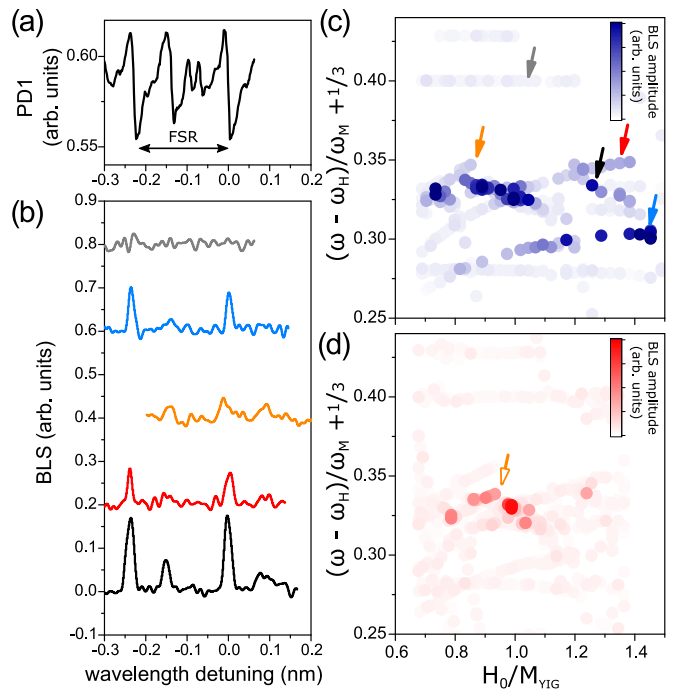 (a)
0.60
0.55
PD1
(arb. units)
FSR
-0.3 -0.2 -0.1 0.0 0.1 0.2
(b)
0.9
0.8
0.7
0.6
0.5
0.4
0.3
0.2
0.1
0.0
-0.1
BLS (arb. units)
-0.3 -0.2 -0.1 0.0 0.1 0.2
wavelength detuning (nm)
(c)
BLS amplitude
(arb. units)
0.40
0.35
0.30
0.25
(ω - ω_H)/ω_M + 1/3
(d)
BLS amplitude
(arb. units)
0.40
0.35
0.30
0.25
(ω - ω_H)/ω_M + 1/3
0.6 0.8 1.0 1.2 1.4
H_0/M_YIG